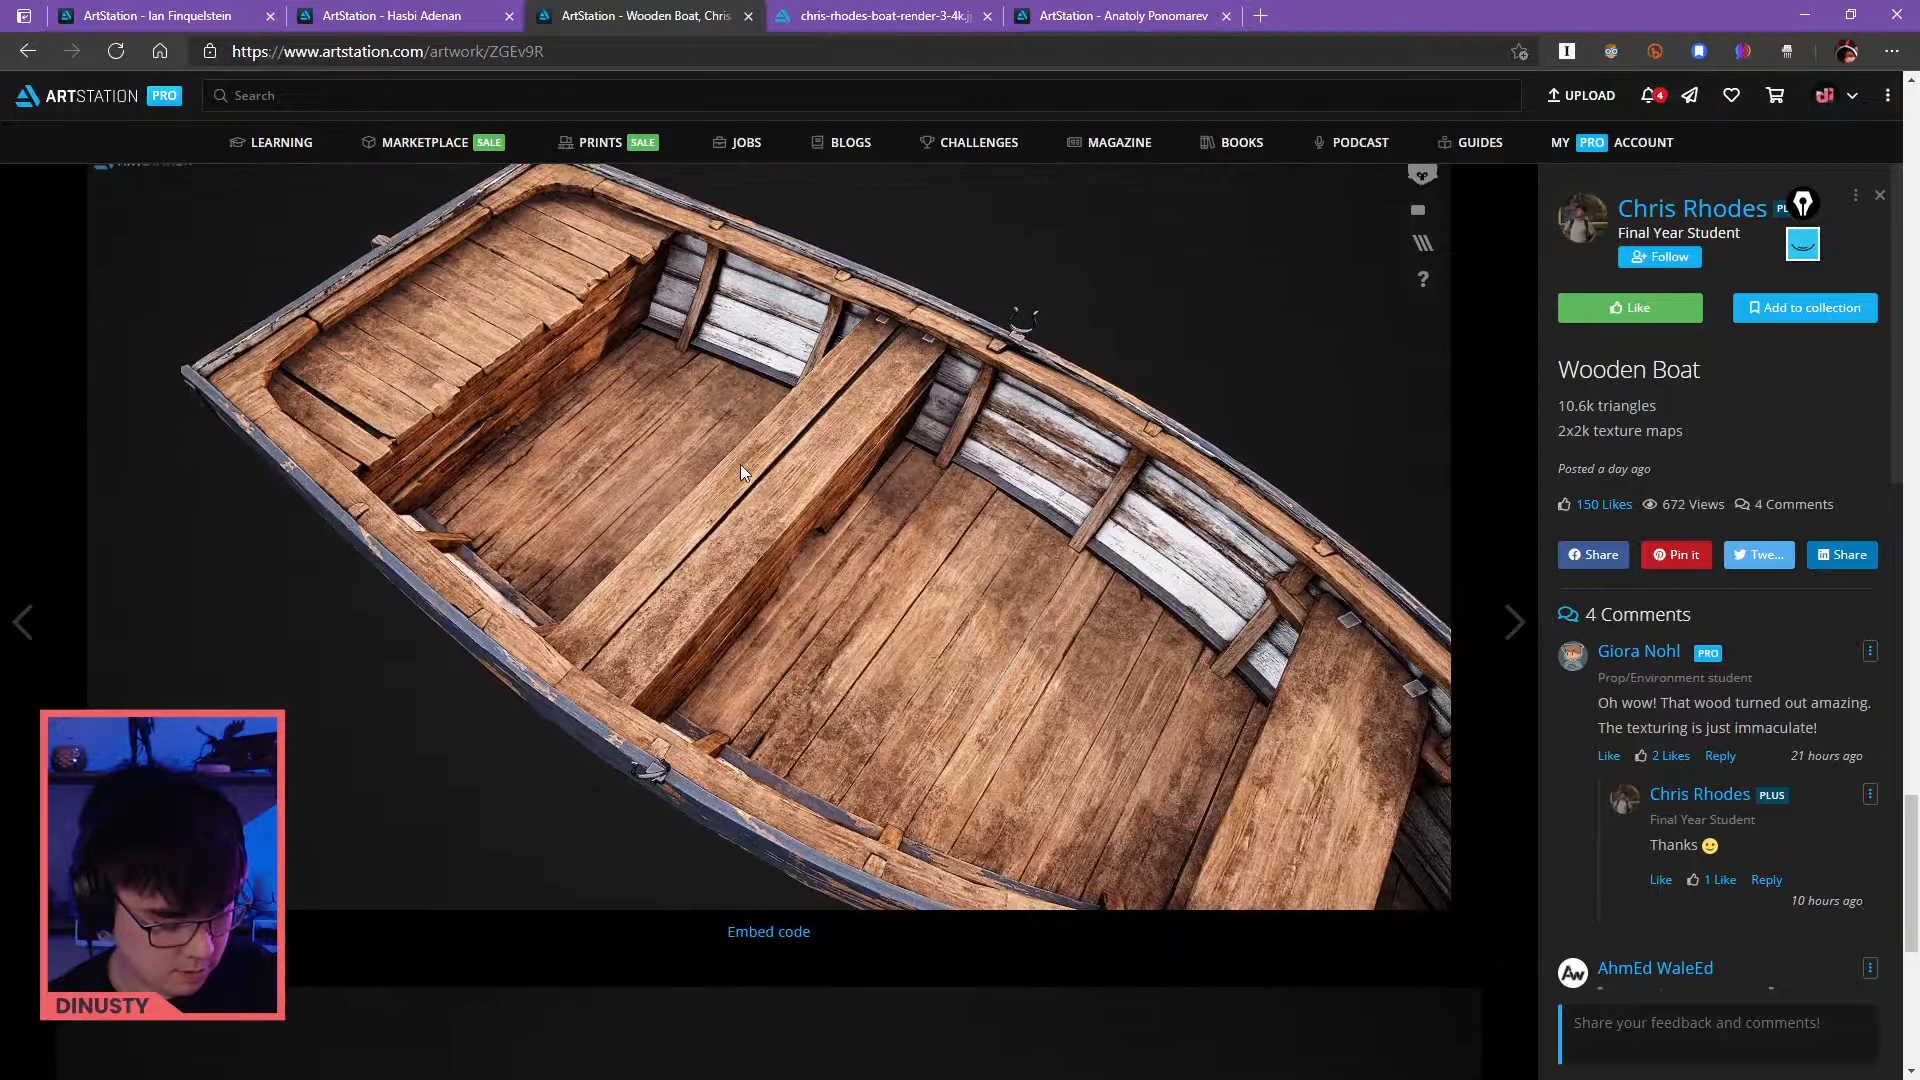 ArtStation - Ian Finquelstein
ArtStation - Hasbi Adenan
ArtStation - Wooden Boat, Chris
chris-rhodes-boat-render-3-4k.j
ArtStation - Anatoly Ponomarev
https://www.artstation.com/artwork/ZGEv9R
ARTSTATION PRO
Search
UPLOAD
4
LEARNING
MARKETPLACE SALE
PRINTS SALE
JOBS
BLOGS
CHALLENGES
MAGAZINE
BOOKS
PODCAST
GUIDES
MY PRO ACCOUNT
?
Chris Rhodes
Final Year Student
Follow
Like
Add to collection
Wooden Boat
10.6k triangles
2x2k texture maps
Posted a day ago
150 Likes 672 Views 4 Comments
Share
Pin it
Twe...
Share
4 Comments
Giora Nohl PRO
Prop/Environment student
Oh wow! That wood turned out amazing.
The texturing is just immaculate!
Like 2 Likes Reply 21 hours ago
Chris Rhodes PLUS
Final Year Student
Thanks 🙂
Like 1 Like Reply
10 hours ago
Aw
AhmEd WaleEd
Share your feedback and comments!
Embed code
DINUSTY